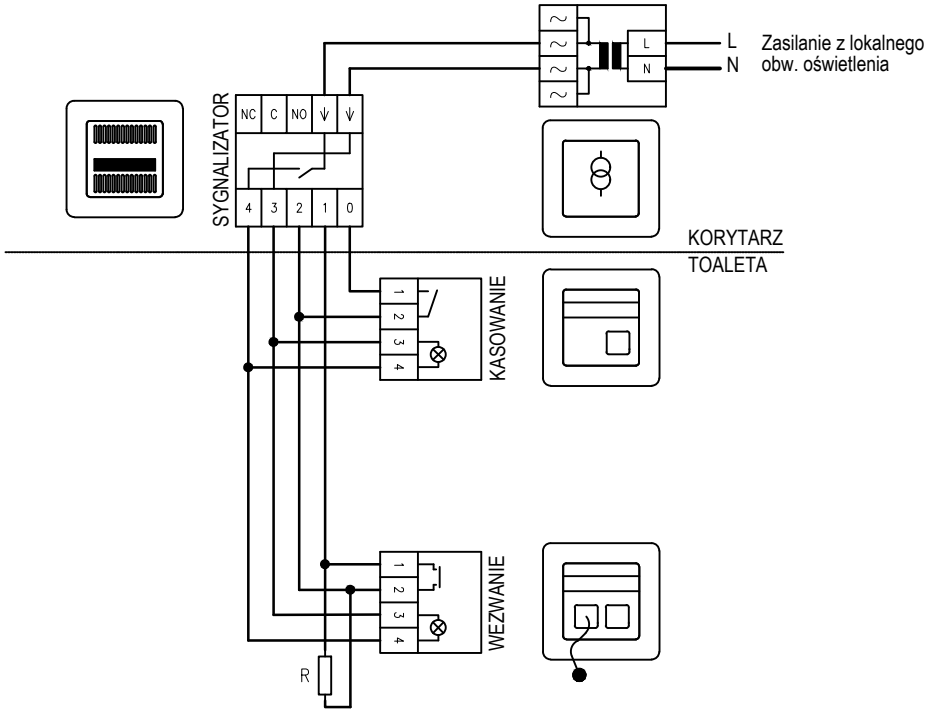 ~
~
~
~
L
N
L
N
Zasilanie z lokalnego
obw. oświetlenia
SYGNALIZATOR
NC C NO
4 3 2 1 0
KORYTARZ
TOALETA
1
2
3
4
KASOWANIE
1
2
3
4
WEZWANIE
R